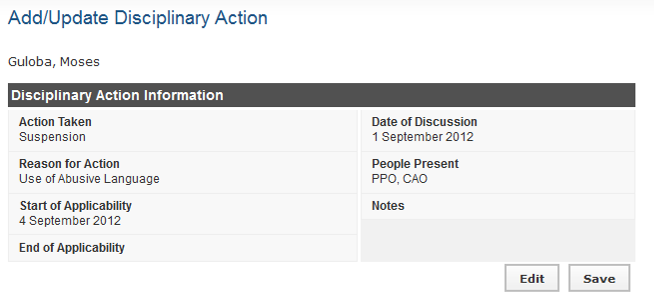 Add/Update Disciplinary Action
Guloba, Moses
Disciplinary Action Information
Action Taken
Suspension
Date of Discussion
1 September 2012
Reason for Action
Use of Abusive Language
People Present
PPO, CAO
Start of Applicability
4 September 2012
Notes
End of Applicability
Edit Save